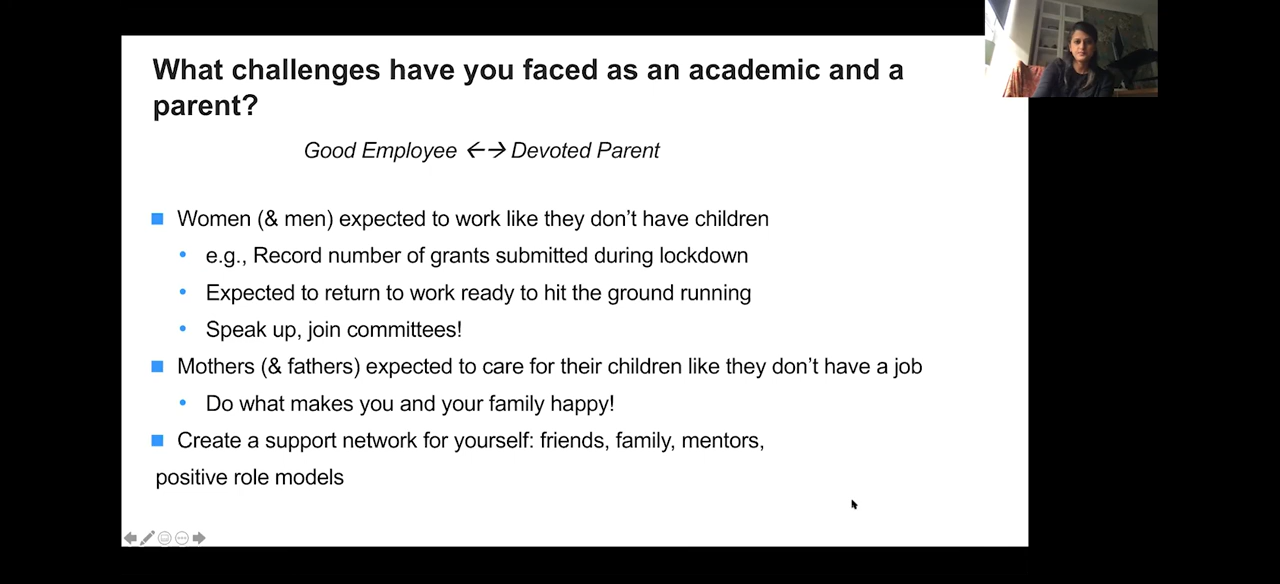 What challenges have you faced as an academic and a
parent?
Good Employee ←→ Devoted Parent
Women (& men) expected to work like they don’t have children
e.g., Record number of grants submitted during lockdown
Expected to return to work ready to hit the ground running
Speak up, join committees!
Mothers (& fathers) expected to care for their children like they don’t have a job
Do what makes you and your family happy!
Create a support network for yourself: friends, family, mentors,
positive role models